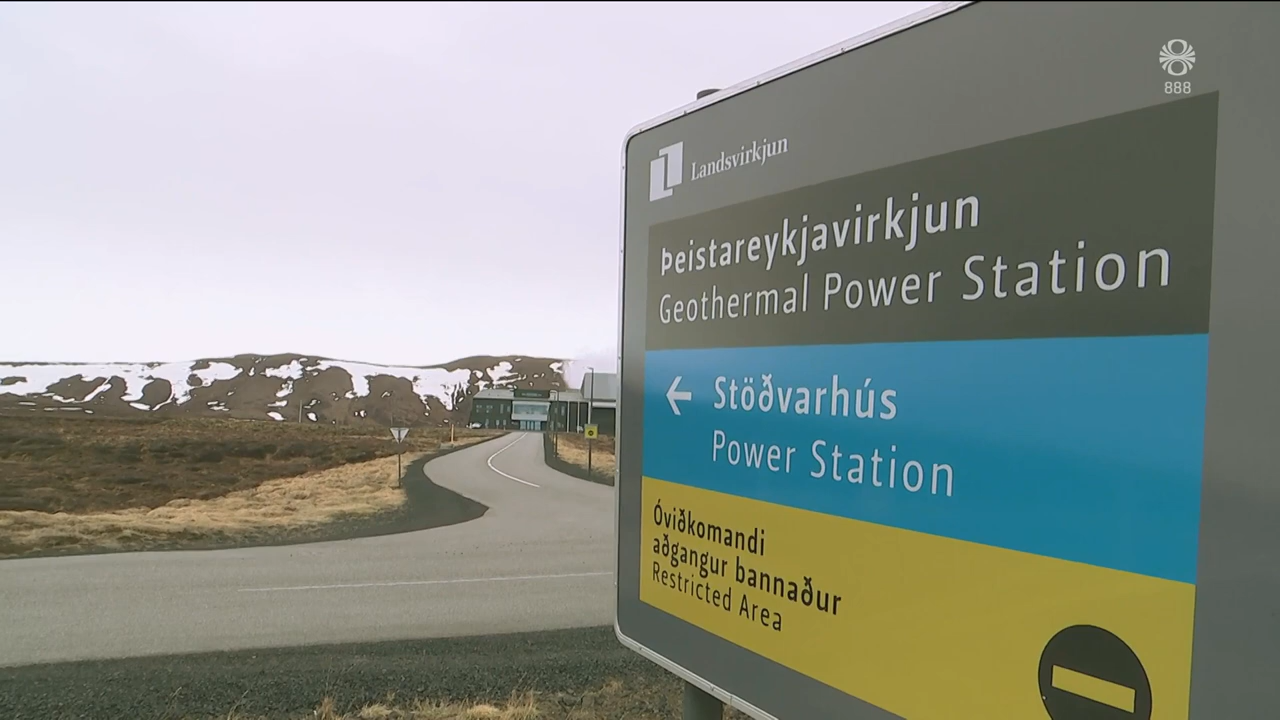 888
Landsvirkjun
Þeistareykjavirkjun
Geothermal Power Station
Stöðvarhús
Power Station
Óviðkomandi
aðgangur bannaður
Restricted Area